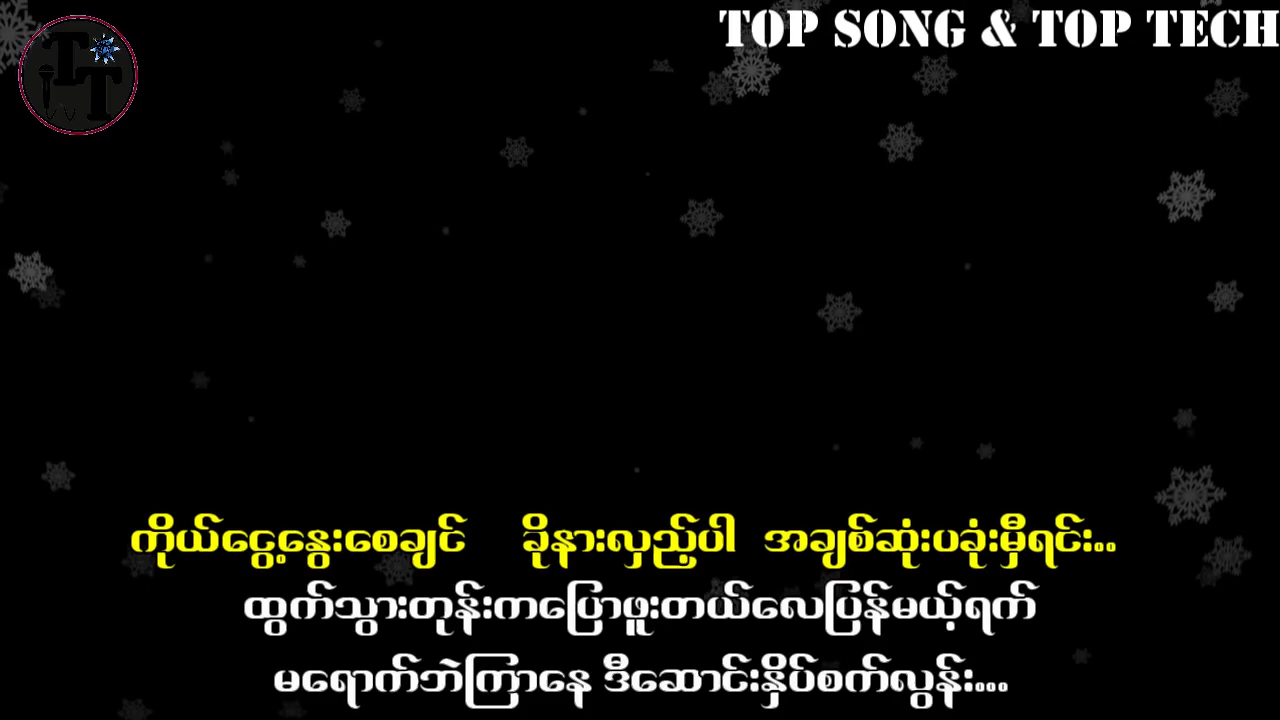 TOP SONG & TOP TECH
TT
ကိုယ်ငွေ့နွေးစေချင် ခိုနားလှည့်ပါ အချစ်ဆုံးပခုံးမှီရင်း..
ထွက်သွားတုန်းကပြောဖူးတယ်လေပြန်မယ့်ရက်
မရောက်ဘဲကြာနေ ဒီဆောင်းနှိပ်စက်လွန်း...